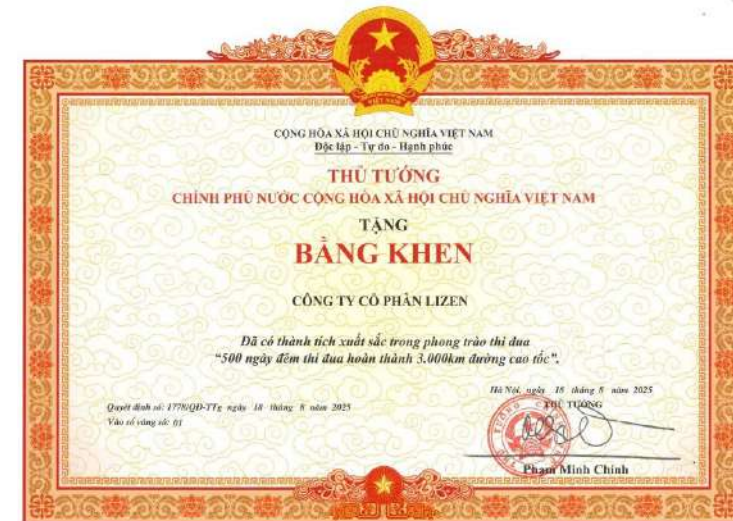 VIỆT NAM
CỘNG HÒA XÃ HỘI CHỦ NGHĨA VIỆT NAM
Độc lập - Tự do - Hạnh phúc
THỦ TƯỚNG
CHÍNH PHỦ NƯỚC CỘNG HÒA XÃ HỘI CHỦ NGHĨA VIỆT NAM
TẶNG
BẰNG KHEN
CÔNG TY CỔ PHẦN LIZEN
Đã có thành tích xuất sắc trong phong trào thi đua
“500 ngày đêm thi đua hoàn thành 3.000km đường cao tốc”.
Hà Nội, ngày 18 tháng 8 năm 2025
Quyết định số: 1778/QĐ-TTg ngày 18 tháng 8 năm 2025
THỦ TƯỚNG
Vào sổ vàng số:
Phạm Minh Chính